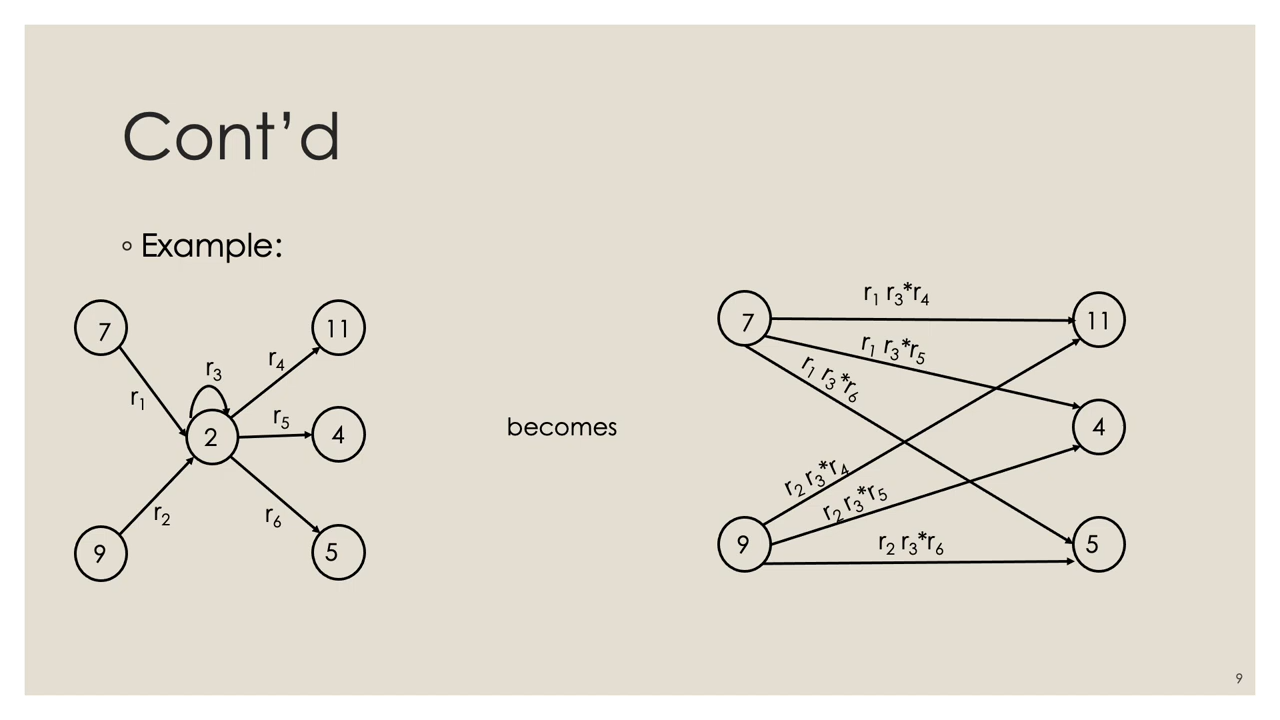 Cont’d
◦ Example:
7
11
r₃
r₄
r₁
2
r₅
4
r₂
r₆
9
5
becomes
7
r₁ r₃*r₄
11
r₁ r₃*r₅
r₁ r₃*r₆
4
r₂ r₃*r₄
r₂ r₃*r₅
9
r₂ r₃*r₆
5
9